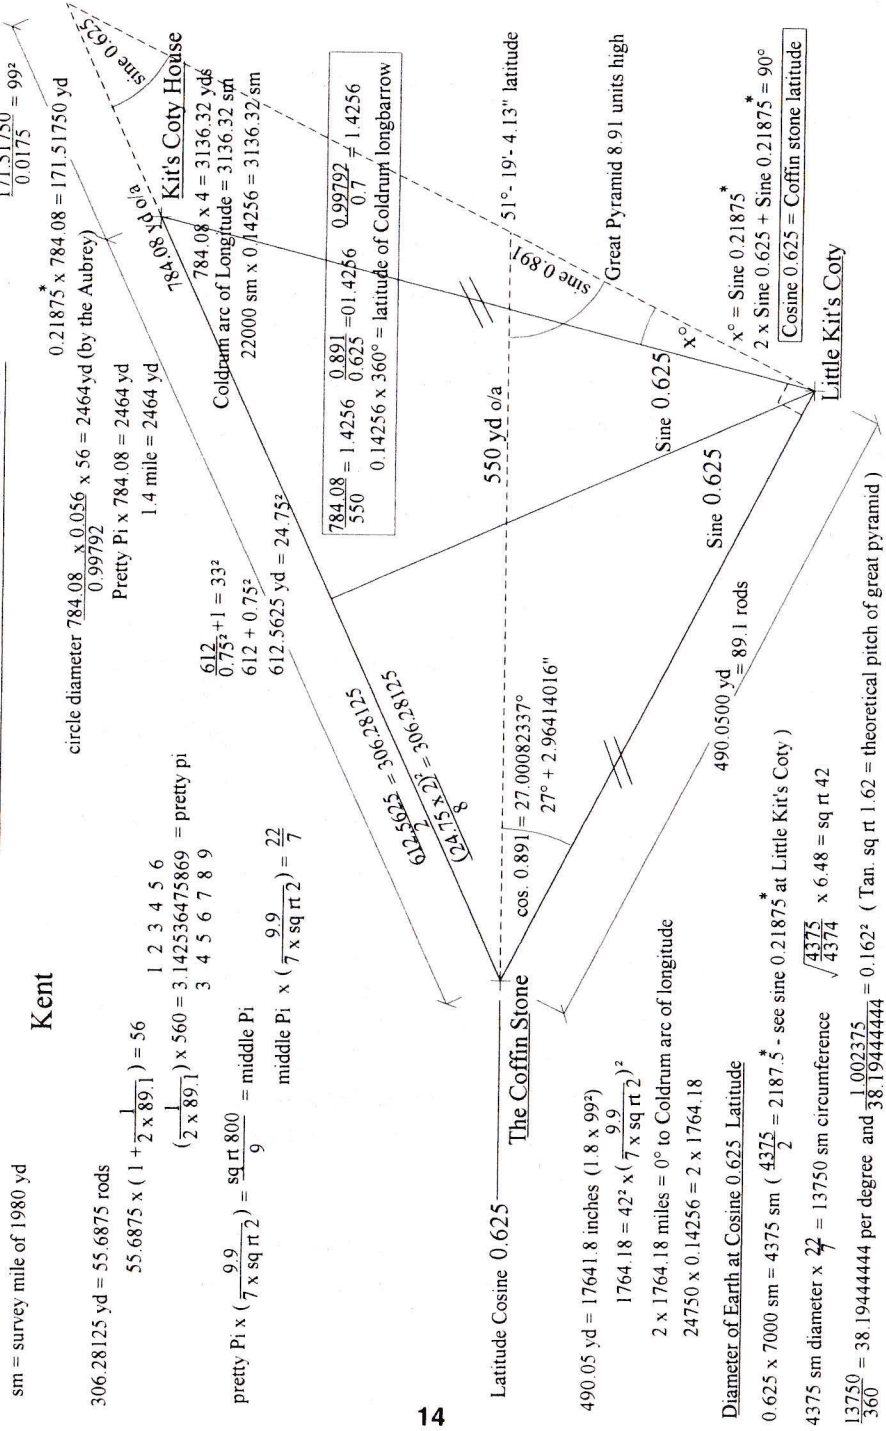 Kent
sm = survey mile of 1980 yd
306.28125 yd = 55.6875 rods
55.6875 x ( 1 + 1 / 2 x 89.1 ) = 56
1 2 3 4 5 6
( 1 / 2 x 89.1 ) x 560 = 3.142536475869 = pretty pi
3 4 5 6 7 8 9
pretty Pi x ( 9.9 / 7 x sq rt 2 ) = sq rt 800 / 9 = middle Pi
middle Pi x ( 9.9 / 7 x sq rt 2 ) = 22 / 7
171.51750 / 0.0175 = 99²
0.21875* x 784.08 = 171.51750 yd
circle diameter 784.08 / 0.99792 x 0.056 x 56 = 2464 yd (by the Aubrey)
Pretty Pi x 784.08 = 2464 yd
1.4 mile = 2464 yd
612 / 0.75² + 1 = 33²
612 + 0.75²
612.5625 yd = 24.75²
612.5625 / 2 = 306.28125
(24.75 x 2)² / 8 = 306.28125
sine 0.625
Kit's Coty House
784.08 yd o/a
784.08 x 4 = 3136.32 yds
Coldrum arc of Longitude = 3136.32 sm
22000 sm x 0.14256 = 3136.32 sm
784.08 / 550 = 1.4256
0.891 / 0.625 = 01.4256
0.99792 / 0.7 = 1.4256
0.14256 x 360° = latitude of Coldrum longbarrow
550 yd o/a
51°- 19'- 4.13" latitude
sine 0.891
Great Pyramid 8.91 units high
Latitude Cosine 0.625
The Coffin Stone
cos. 0.891 = 27.00082337°
27° + 2.96414016"
Sine 0.625
Sine 0.625
x°
x° = Sine 0.21875*
2 x Sine 0.625 + Sine 0.21875* = 90°
Cosine 0.625 = Coffin stone latitude
Little Kit's Coty
490.0500 yd = 89.1 rods
490.05 yd = 17641.8 inches (1.8 x 99²)
1764.18 = 42² x ( 9.9 / 7 x sq rt 2 )²
2 x 1764.18 miles = 0° to Coldrum arc of longitude
24750 x 0.14256 = 2 x 1764.18
Diameter of Earth at Cosine 0.625 Latitude
0.625 x 7000 sm = 4375 sm ( 4375 / 2 = 2187.5* - see sine 0.21875* at Little Kit's Coty )
4375 sm diameter x 22 / 7 = 13750 sm circumference
√ 4375 / 4374 x 6.48 = sq rt 42
13750 / 360 = 38.19444444 per degree and 1.002375 / 38.19444444 = 0.162² ( Tan. sq rt 1.62 = theoretical pitch of great pyramid )
14